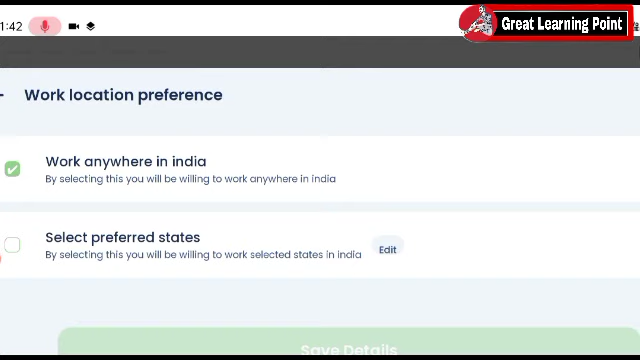 1:42
Great Learning Point
Work location preference
Work anywhere in india
By selecting this you will be willing to work anywhere in india
Select preferred states
By selecting this you will be willing to work selected states in india
Edit
Save Details